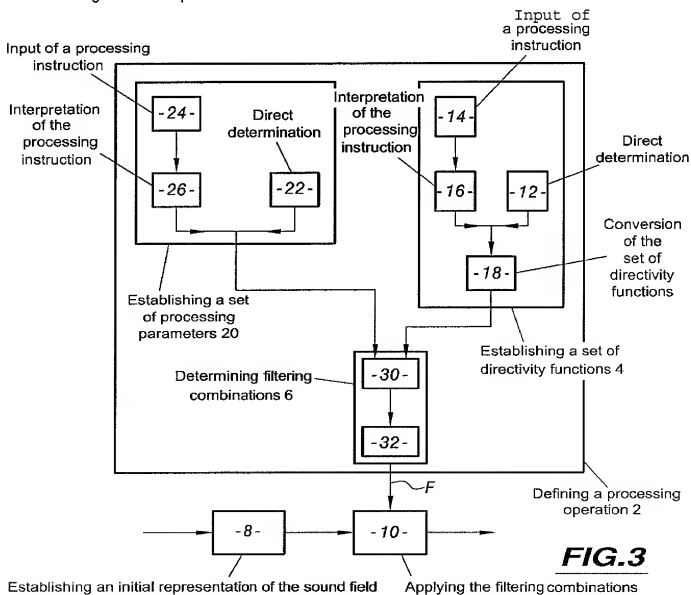 Input of
a processing
instruction
Input of a processing
instruction
Interpretation
of the
processing
instruction
Direct
determination
Interpretation
of the
processing
instruction
-24-
-26-
-22-
-14-
-16-
-12-
Direct
determination
Conversion
of the
set of
directivity
functions
-18-
Establishing a set
of processing
parameters 20
Establishing a set of
directivity functions 4
Determining filtering
combinations 6
-30-
-32-
F
Defining a processing
operation 2
-8-
-10-
FIG.3
Establishing an initial representation of the sound field
Applying the filtering combinations